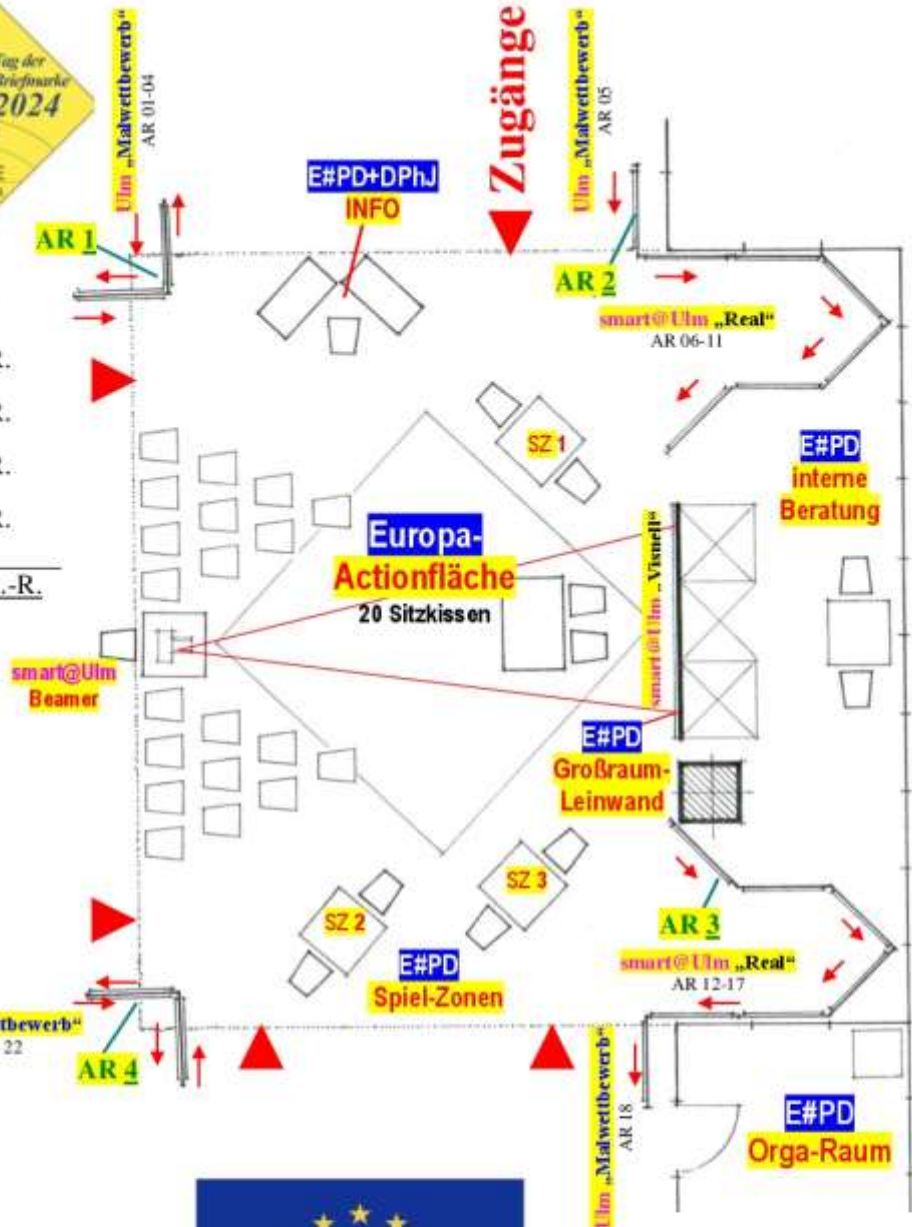 Tag der
Briefmarke
2024
Ulm „Malwettbewerb“
AR 01-04
E#PD+DPhJ
INFO
Zugänge
Ulm „Malwettbewerb“
AR 05
AR 1
AR 2
smart@Ulm „Real“
AR 06-11
R.
R.
R.
R.
.-R.
SZ 1
E#PD
interne
Beratung
Europa-
Actionfläche
20 Sitzkissen
smart@Ulm „Visuell“
smart@Ulm
Beamer
E#PD
Großraum-
Leinwand
SZ 2
SZ 3
AR 3
E#PD
Spiel-Zonen
smart@Ulm „Real“
AR 12-17
ttbewerb“
22
AR 4
Ulm „Malwettbewerb“
AR 18
E#PD
Orga-Raum